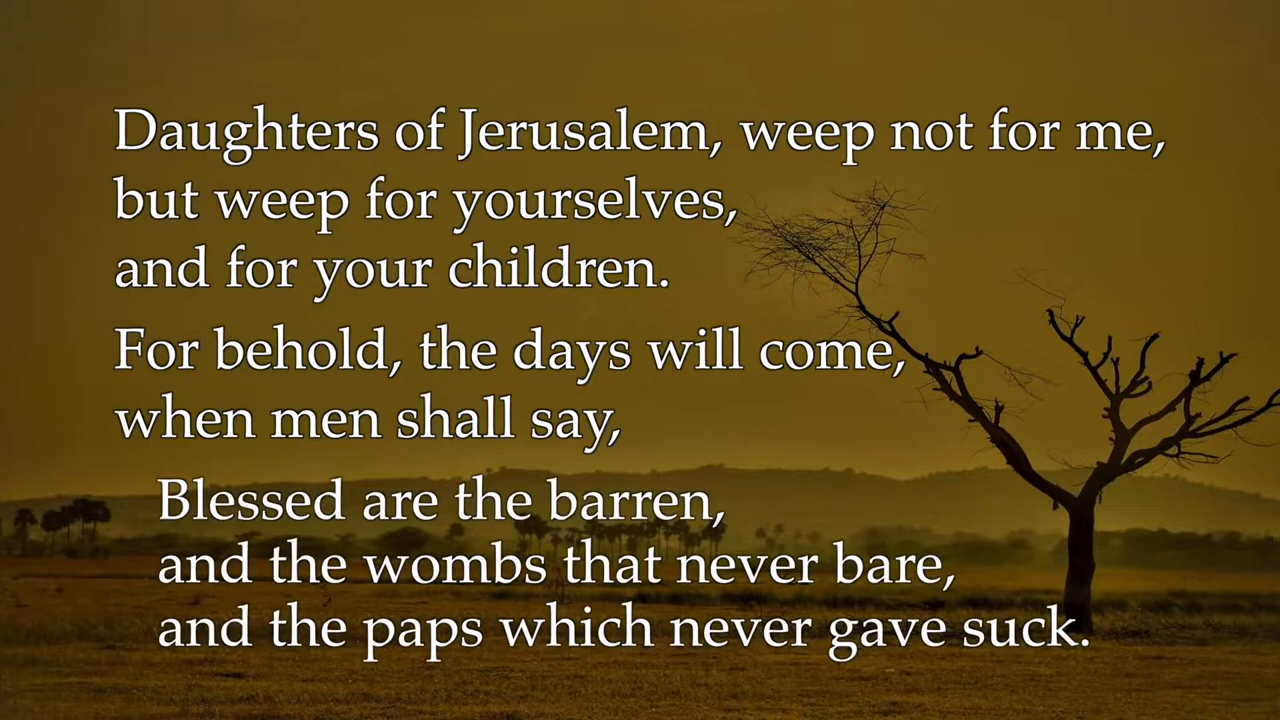 Daughters of Jerusalem, weep not for me,
but weep for yourselves,
and for your children.
For behold, the days will come,
when men shall say,
Blessed are the barren,
and the wombs that never bare,
and the paps which never gave suck.